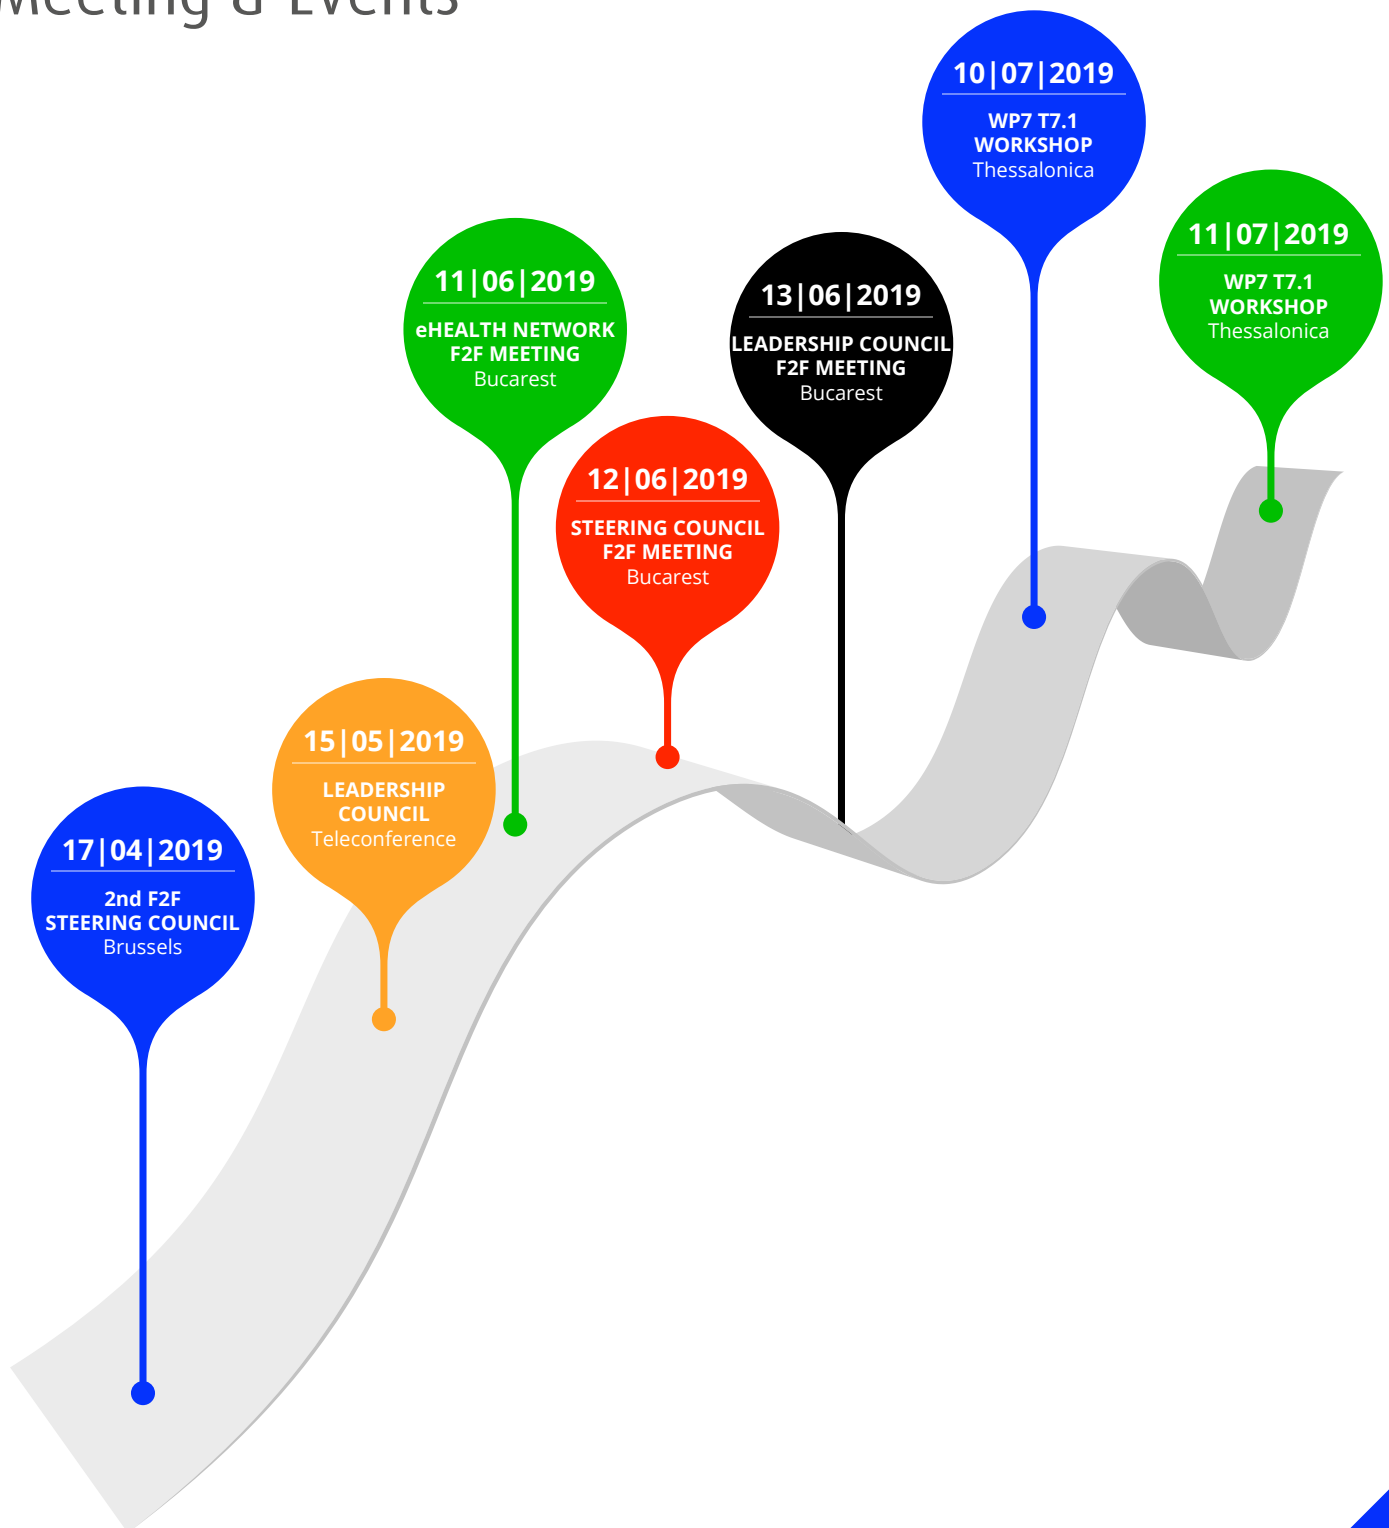 Meeting & Events
10|07|2019
WP7 T7.1
WORKSHOP
Thessalonica
11|07|2019
WP7 T7.1
WORKSHOP
Thessalonica
11|06|2019
eHEALTH NETWORK
F2F MEETING
Bucarest
13|06|2019
LEADERSHIP COUNCIL
F2F MEETING
Bucarest
12|06|2019
STEERING COUNCIL
F2F MEETING
Bucarest
15|05|2019
LEADERSHIP
COUNCIL
Teleconference
17|04|2019
2nd F2F
STEERING COUNCIL
Brussels